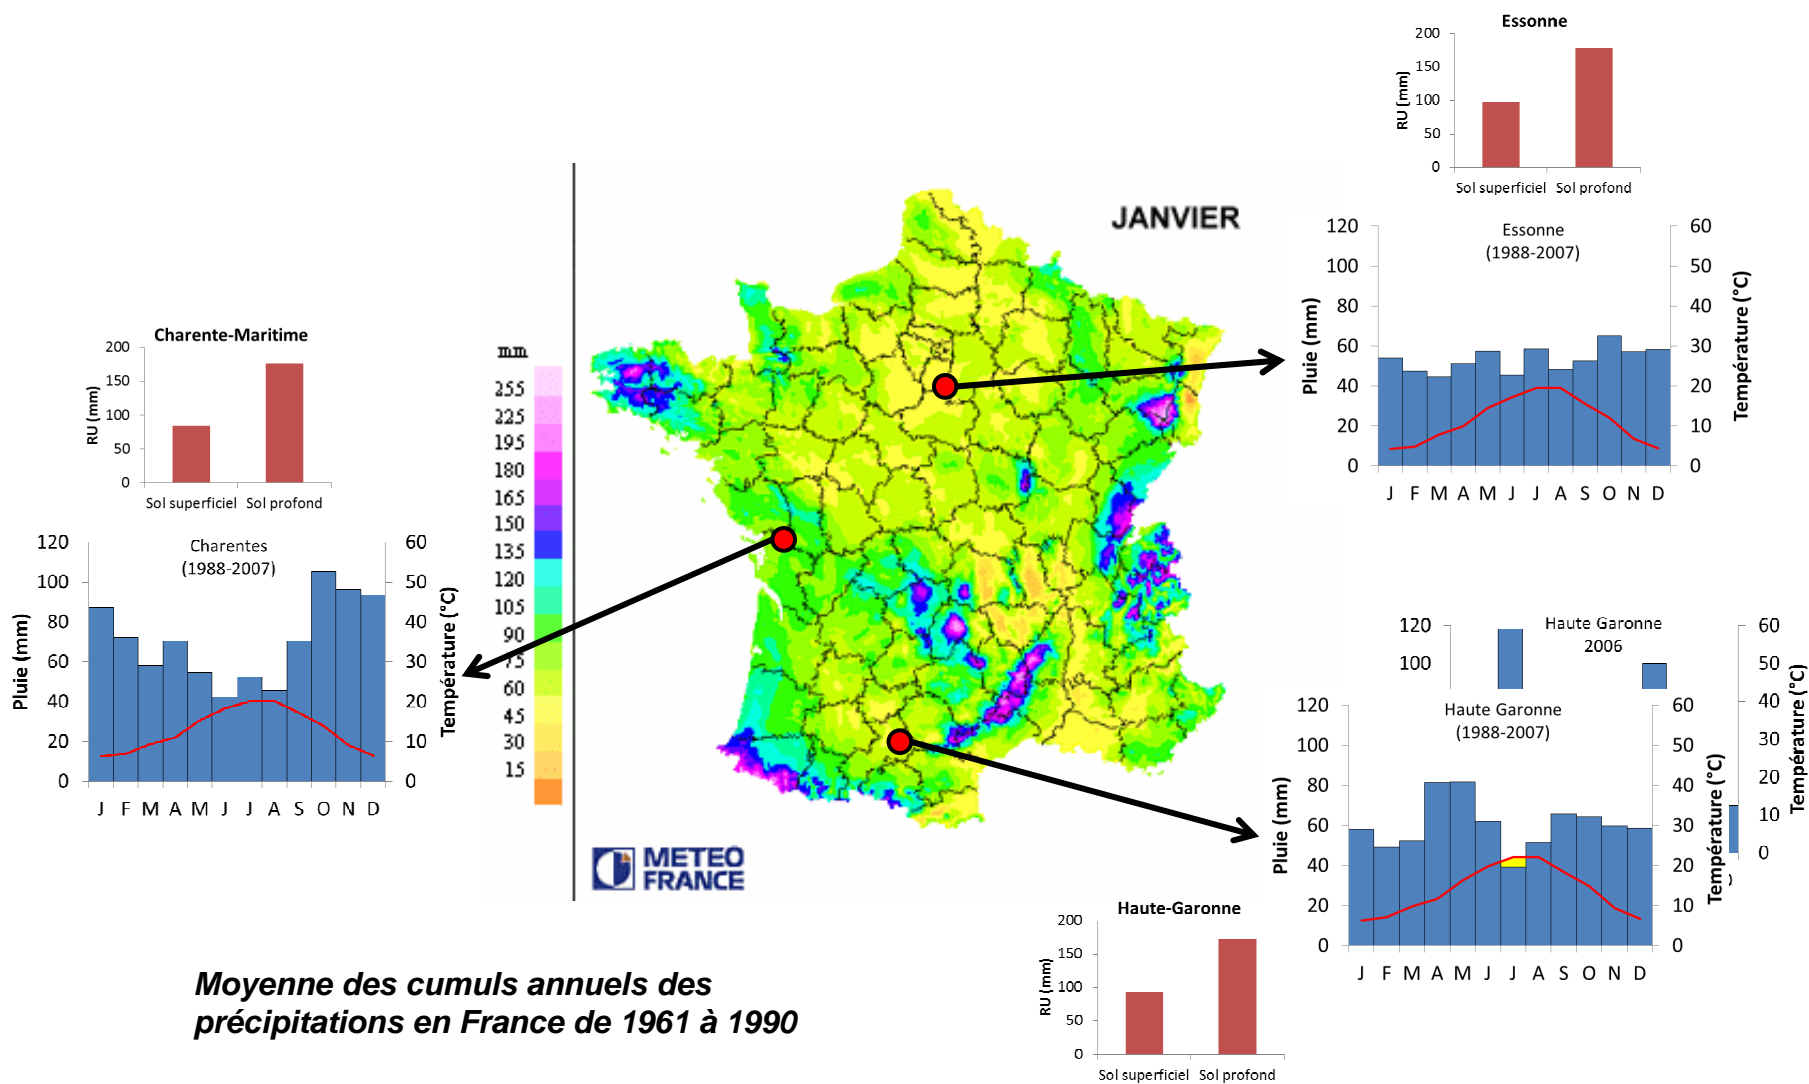 Essonne
200
150
100
50
0
RU (mm)
Sol superficiel Sol profond
JANVIER
120
100
80
60
40
20
0
Pluie (mm)
Essonne
(1988-2007)
60
50
40
30
20
10
0
Température (°C)
J F M A M J J A S O N D
Charente-Maritime
200
150
100
50
0
RU (mm)
Sol superficiel Sol profond
120
100
80
60
40
20
0
Pluie (mm)
Charentes
(1988-2007)
60
50
40
30
20
10
0
Température (°C)
J F M A M J J A S O N D
mm
255
225
195
180
165
150
135
120
105
90
75
60
45
30
15
METEO
FRANCE
120
100
Haute Garonne
2006
60
50
40
30
20
10
0
Température (°C)
120
100
80
60
40
20
0
Pluie (mm)
Haute Garonne
(1988-2007)
60
50
40
30
20
10
0
Température (°C)
J F M A M J J A S O N D
Haute-Garonne
200
150
100
50
0
RU (mm)
Sol superficiel Sol profond
Moyenne des cumuls annuels des
précipitations en France de 1961 à 1990